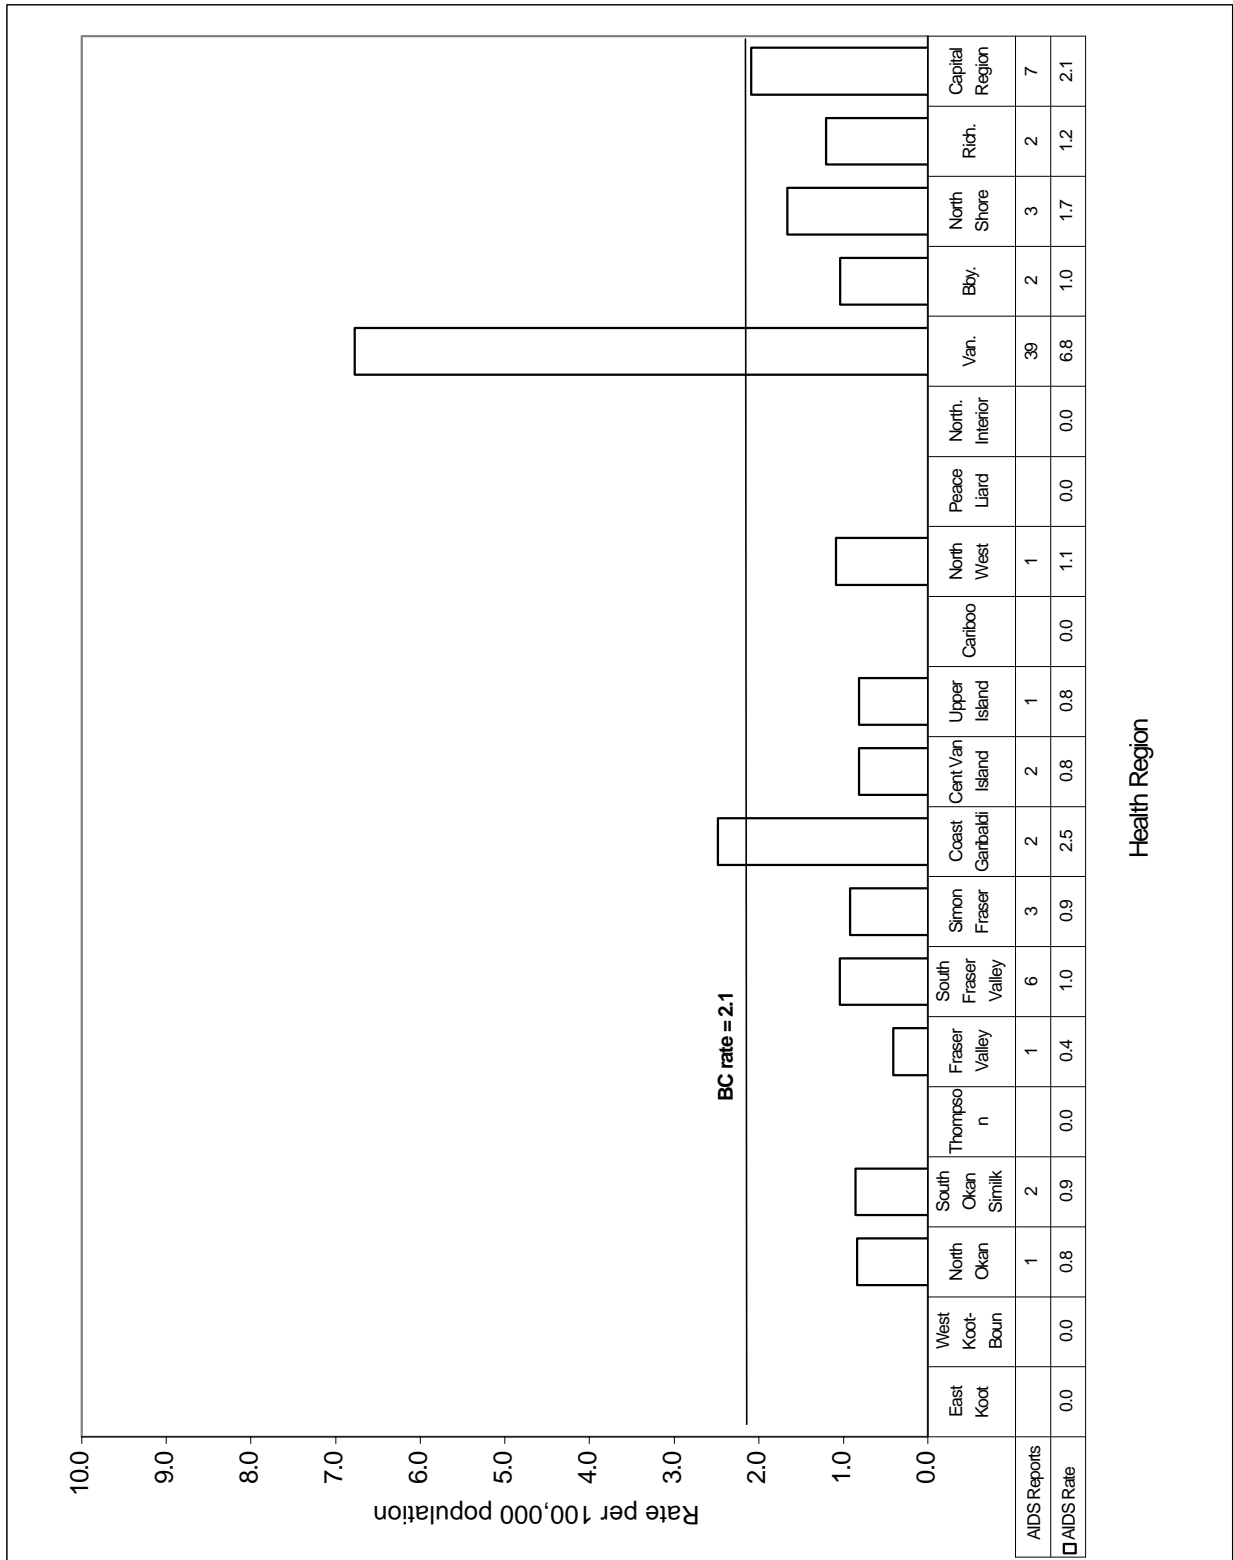 10.0
9.0
8.0
7.0
6.0
5.0
4.0
3.0
2.0
1.0
0.0
Rate per 100,000 population
BC rate = 2.1
East Koot
West Koot-Boun
North Okan
South Okan Similk
Thompso n
Fraser Valley
South Fraser Valley
Simon Fraser
Coast Garibaldi
Cent Van Island
Upper Island
Cariboo
North West
Peace Liard
North. Interior
Van.
Bby.
North Shore
Rich.
Capital Region
AIDS Reports 1 2 1 6 3 2 2 1 1 39 2 3 2 7
AIDS Rate 0.0 0.0 0.8 0.9 0.0 0.4 1.0 0.9 2.5 0.8 0.8 0.0 1.1 0.0 0.0 6.8 1.0 1.7 1.2 2.1
Health Region